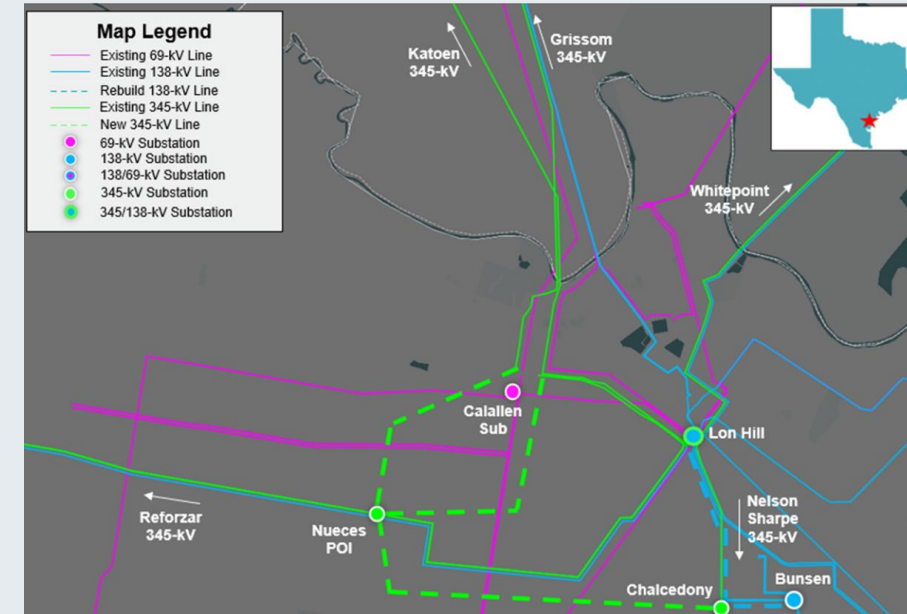 Map Legend
Existing 69-kV Line
Existing 138-kV Line
Rebuild 138-kV Line
Existing 345-kV Line
New 345-kV Line
69-kV Substation
138-kV Substation
138/69-kV Substation
345-kV Substation
345/138-kV Substation
Katoen
345-kV
Grissom
345-kV
Whitepoint
345-kV
Calallen
Sub
Lon Hill
Reforzar
345-kV
Nueces
POI
Nelson
Sharpe
345-kV
Chalcedony
Bunsen